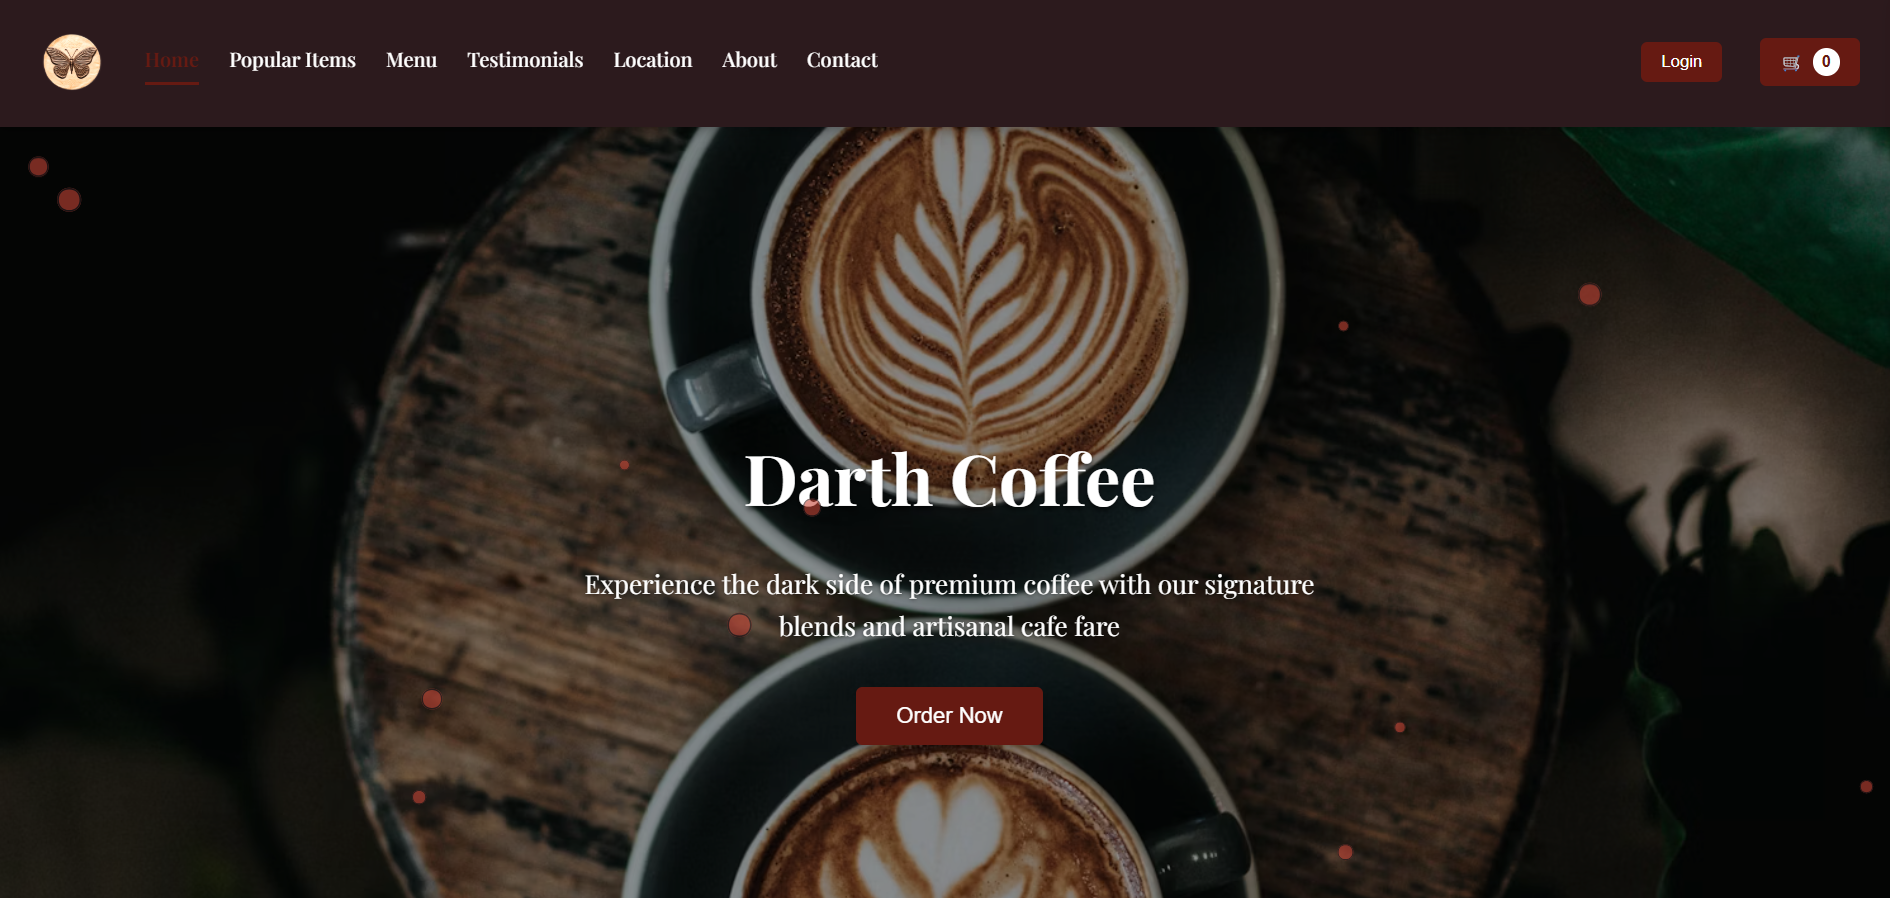 Home Popular Items Menu Testimonials Location About Contact Login 0
Darth Coffee
Experience the dark side of premium coffee with our signature
blends and artisanal cafe fare
Order Now